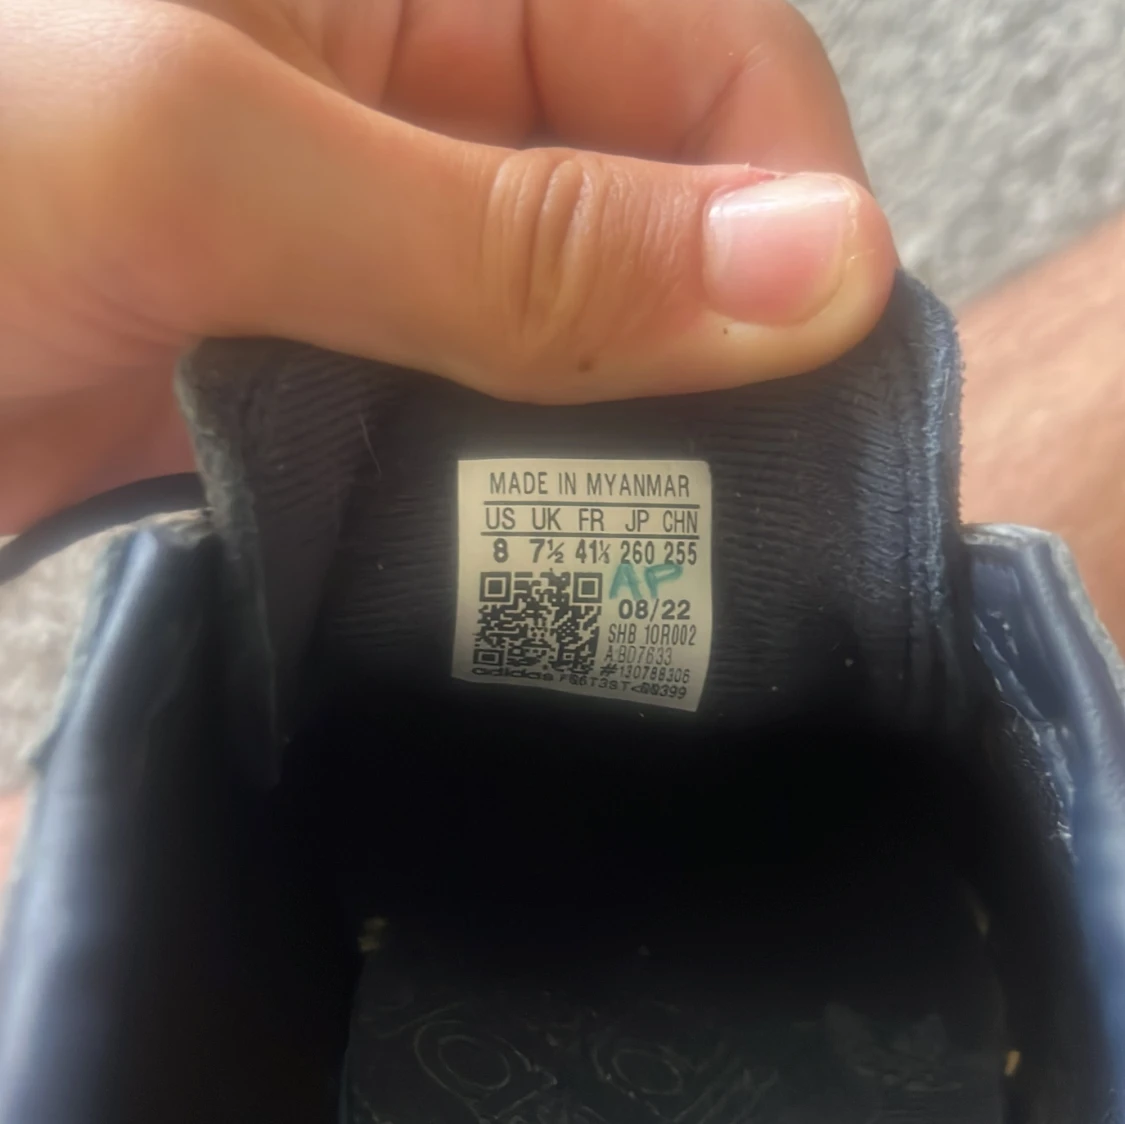 MADE IN MYANMAR
US UK FR JP CHN
8 7½ 41⅓ 260 255
AP
08/22
SHB 10R002
ABD7633
#130788306
adidas